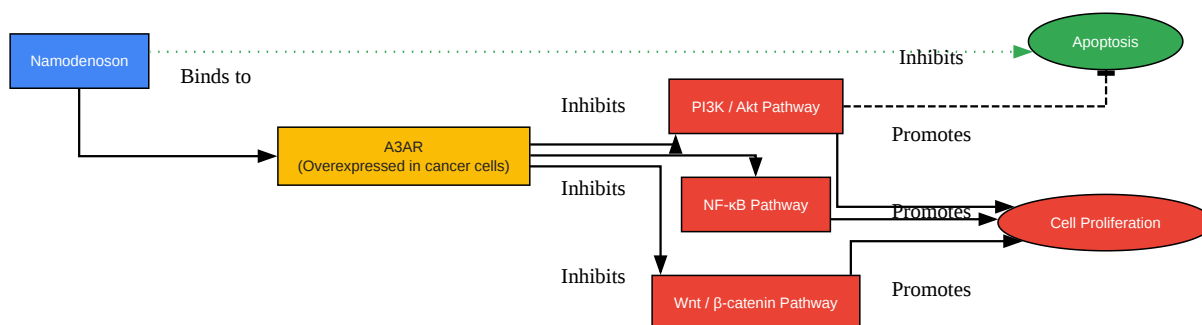 Namodenoson
Binds to
Inhibits
Apoptosis
Inhibits
PI3K / Akt Pathway
Promotes
A3AR
(Overexpressed in cancer cells)
Inhibits
NF-κB Pathway
Promotes
Cell Proliferation
Inhibits
Wnt / β-catenin Pathway
Promotes